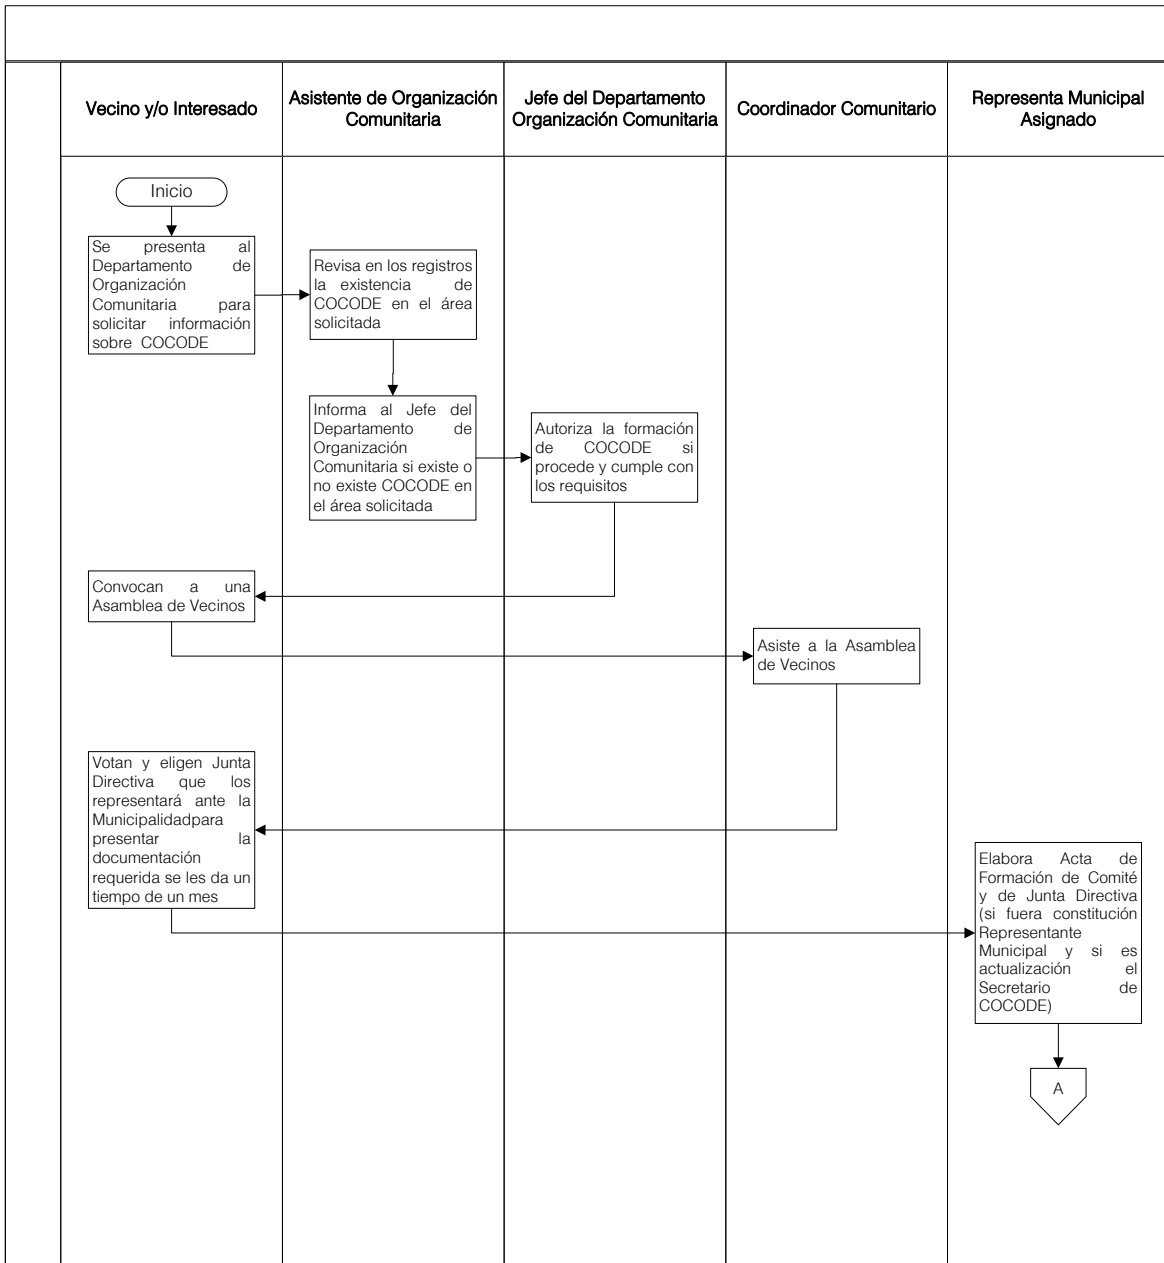 Vecino y/o Interesado
Asistente de Organización
Comunitaria
Jefe del Departamento
Organización Comunitaria
Coordinador Comunitario
Representa Municipal
Asignado
Inicio
Se presenta al
Departamento de
Organización
Comunitaria para
solicitar información
sobre COCODE
Revisa en los registros
la existencia de
COCODE en el área
solicitada
Informa al Jefe del
Departamento de
Organización
Comunitaria si existe o
no existe COCODE en
el área solicitada
Autoriza la formación
de COCODE si
procede y cumple con
los requisitos
Convocan a una
Asamblea de Vecinos
Asiste a la Asamblea
de Vecinos
Votan y eligen Junta
Directiva que los
representará ante la
Municipalidadpara
presentar la
documentación
requerida se les da un
tiempo de un mes
Elabora Acta de
Formación de Comité
y de Junta Directiva
(si fuera constitución
Representante
Municipal y si es
actualización el
Secretario de
COCODE)
A